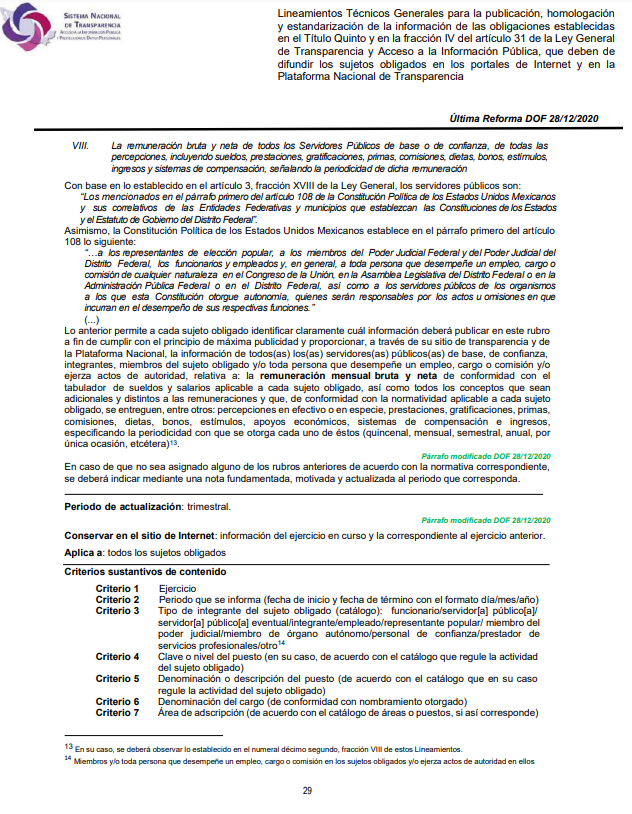 SISTEMA NACIONAL
DE TRANSPARENCIA
ACCESO A LA INFORMACIÓN PÚBLICA
Y PROTECCIÓN DE DATOS PERSONALES
Lineamientos Técnicos Generales para la publicación, homologación
y estandarización de la información de las obligaciones establecidas
en el Título Quinto y en la fracción IV del artículo 31 de la Ley General
de Transparencia y Acceso a la Información Pública, que deben de
difundir los sujetos obligados en los portales de Internet y en la
Plataforma Nacional de Transparencia
Última Reforma DOF 28/12/2020
VIII. La remuneración bruta y neta de todos los Servidores Públicos de base o de confianza, de todas las
percepciones, incluyendo sueldos, prestaciones, gratificaciones, primas, comisiones, dietas, bonos, estímulos,
ingresos y sistemas de compensación, señalando la periodicidad de dicha remuneración
Con base en lo establecido en el artículo 3, fracción XVIII de la Ley General, los servidores públicos son:
"Los mencionados en el párrafo primero del artículo 108 de la Constitución Política de los Estados Unidos Mexicanos
y sus correlativos de las Entidades Federativas y municipios que establezcan las Constituciones de los Estados
y el Estatuto de Gobierno del Distrito Federal".
Asimismo, la Constitución Política de los Estados Unidos Mexicanos establece en el párrafo primero del artículo
108 lo siguiente:
"…a los representantes de elección popular, a los miembros del Poder Judicial Federal y del Poder Judicial del
Distrito Federal, los funcionarios y empleados y, en general, a toda persona que desempeñe un empleo, cargo o
comisión de cualquier naturaleza en el Congreso de la Unión, en la Asamblea Legislativa del Distrito Federal o en la
Administración Pública Federal o en el Distrito Federal, así como a los servidores públicos de los organismos
a los que esta Constitución otorgue autonomía, quienes serán responsables por los actos u omisiones en que
incurran en el desempeño de sus respectivas funciones."
(...)
Lo anterior permite a cada sujeto obligado identificar claramente cuál información deberá publicar en este rubro
a fin de cumplir con el principio de máxima publicidad y proporcionar, a través de su sitio de transparencia y de
la Plataforma Nacional, la información de todos(as) los(as) servidores(as) públicos(as) de base, de confianza,
integrantes, miembros del sujeto obligado y/o toda persona que desempeñe un empleo, cargo o comisión y/o
ejerza actos de autoridad, relativa a: la remuneración mensual bruta y neta de conformidad con el
tabulador de sueldos y salarios aplicable a cada sujeto obligado, así como todos los conceptos que sean
adicionales y distintos a las remuneraciones y que, de conformidad con la normatividad aplicable a cada sujeto
obligado, se entreguen, entre otros: percepciones en efectivo o en especie, prestaciones, gratificaciones, primas,
comisiones, dietas, bonos, estímulos, apoyos económicos, sistemas de compensación e ingresos,
especificando la periodicidad con que se otorga cada uno de éstos (quincenal, mensual, semestral, anual, por
única ocasión, etcétera)13.
Párrafo modificado DOF 28/12/2020
En caso de que no sea asignado alguno de los rubros anteriores de acuerdo con la normativa correspondiente,
se deberá indicar mediante una nota fundamentada, motivada y actualizada al periodo que corresponda.
Periodo de actualización: trimestral.
Párrafo modificado DOF 28/12/2020
Conservar en el sitio de Internet: información del ejercicio en curso y la correspondiente al ejercicio anterior.
Aplica a: todos los sujetos obligados
Criterios sustantivos de contenido
Criterio 1 Ejercicio
Criterio 2 Periodo que se informa (fecha de inicio y fecha de término con el formato día/mes/año)
Criterio 3 Tipo de integrante del sujeto obligado (catálogo): funcionario/servidor[a] público[a]/
servidor[a] público[a] eventual/integrante/empleado/representante popular/ miembro del
poder judicial/miembro de órgano autónomo/personal de confianza/prestador de
servicios profesionales/otro14
Criterio 4 Clave o nivel del puesto (en su caso, de acuerdo con el catálogo que regule la actividad
del sujeto obligado)
Criterio 5 Denominación o descripción del puesto (de acuerdo con el catálogo que en su caso
regule la actividad del sujeto obligado)
Criterio 6 Denominación del cargo (de conformidad con nombramiento otorgado)
Criterio 7 Área de adscripción (de acuerdo con el catálogo de áreas o puestos, si así corresponde)
13 En su caso, se deberá observar lo establecido en el numeral décimo segundo, fracción VIII de estos Lineamientos.
14 Miembros y/o toda persona que desempeñe un empleo, cargo o comisión en los sujetos obligados y/o ejerza actos de autoridad en ellos
29